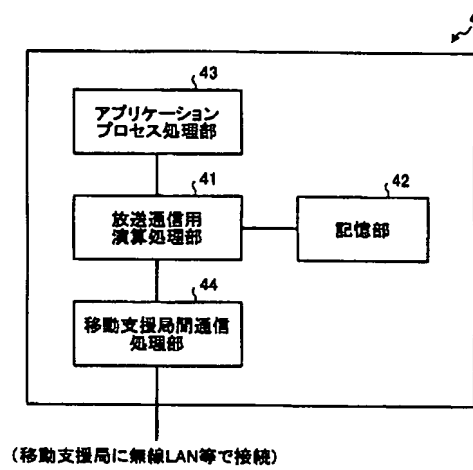 4
43
アプリケーション
プロセス処理部
41
放送通信用
演算処理部
42
記憶部
44
移動支援局間通信
処理部
(移動支援局に無線LAN等で接続)